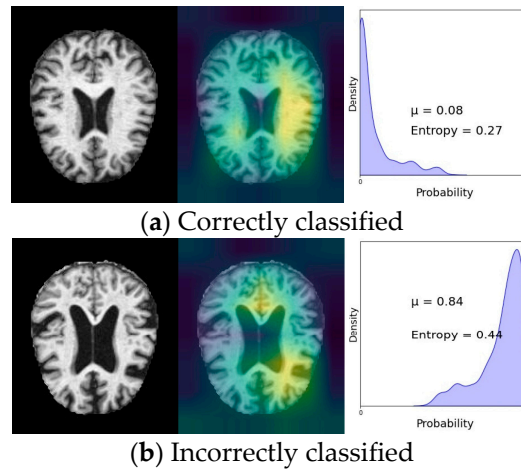 Density
μ = 0.08
Entropy = 0.27
0
Probability
(a) Correctly classified
Density
μ = 0.84
Entropy = 0.44
0
Probability
(b) Incorrectly classified